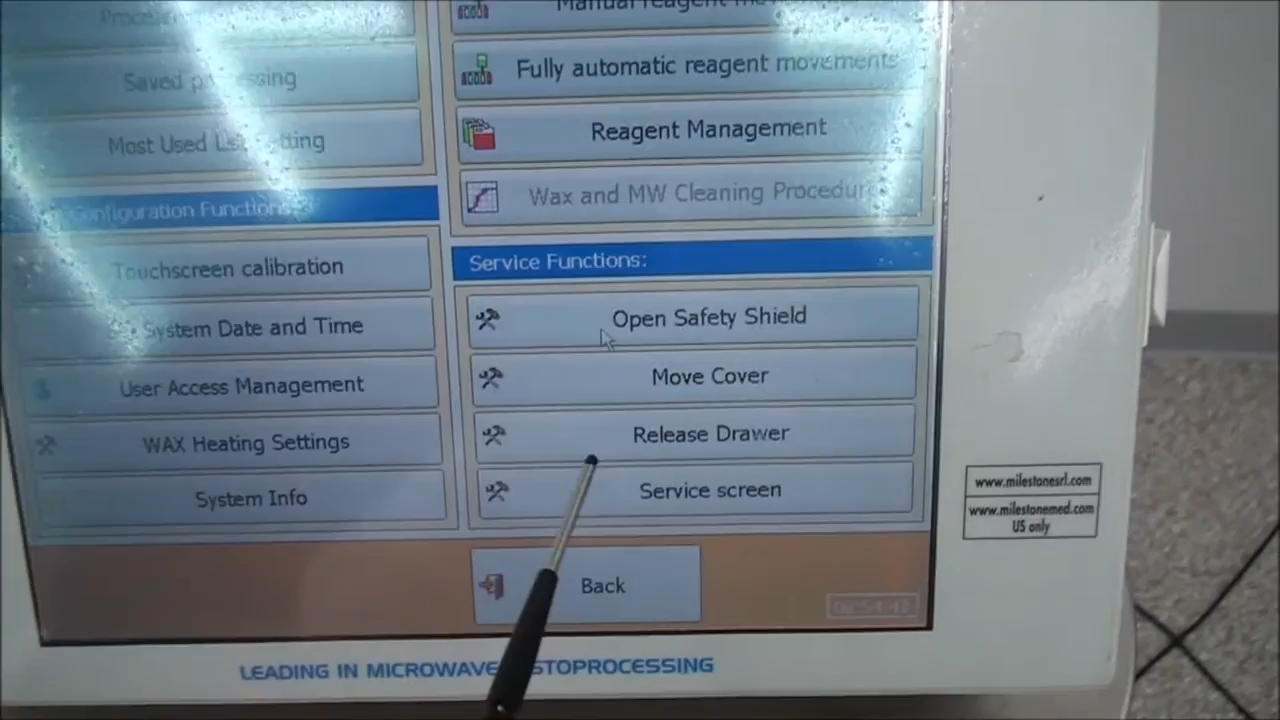 Saved
Most Used
Configuration Functions
Touchscreen calibration
System Date and Time
User Access Management
WAX Heating Settings
System Info
Manual reagent
Fully automatic reagent movements
Reagent Management
Wax and MW Cleaning
Service Functions:
Open Safety Shield
Move Cover
Release Drawer
Service screen
Back
LEADING IN MICROWAVE
www.milestonesrl.com
www.milestonemed.com
US only